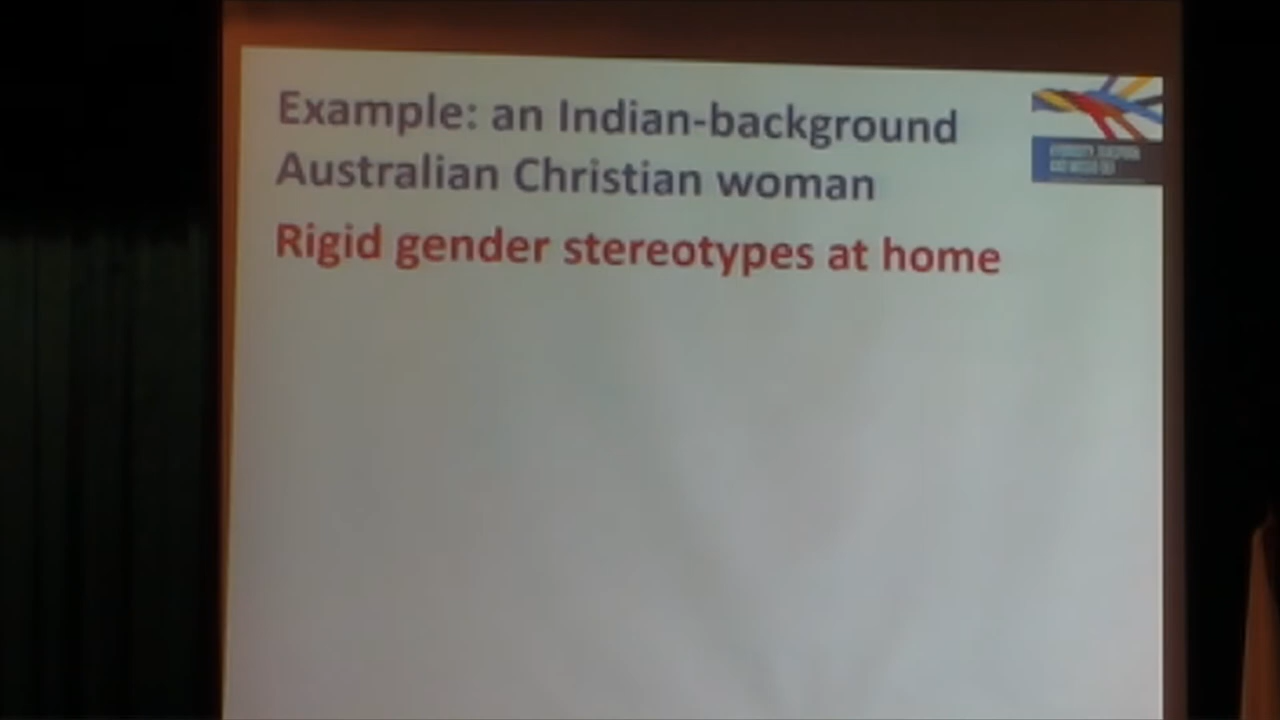 Example: an Indian-background
Australian Christian woman
Rigid gender stereotypes at home